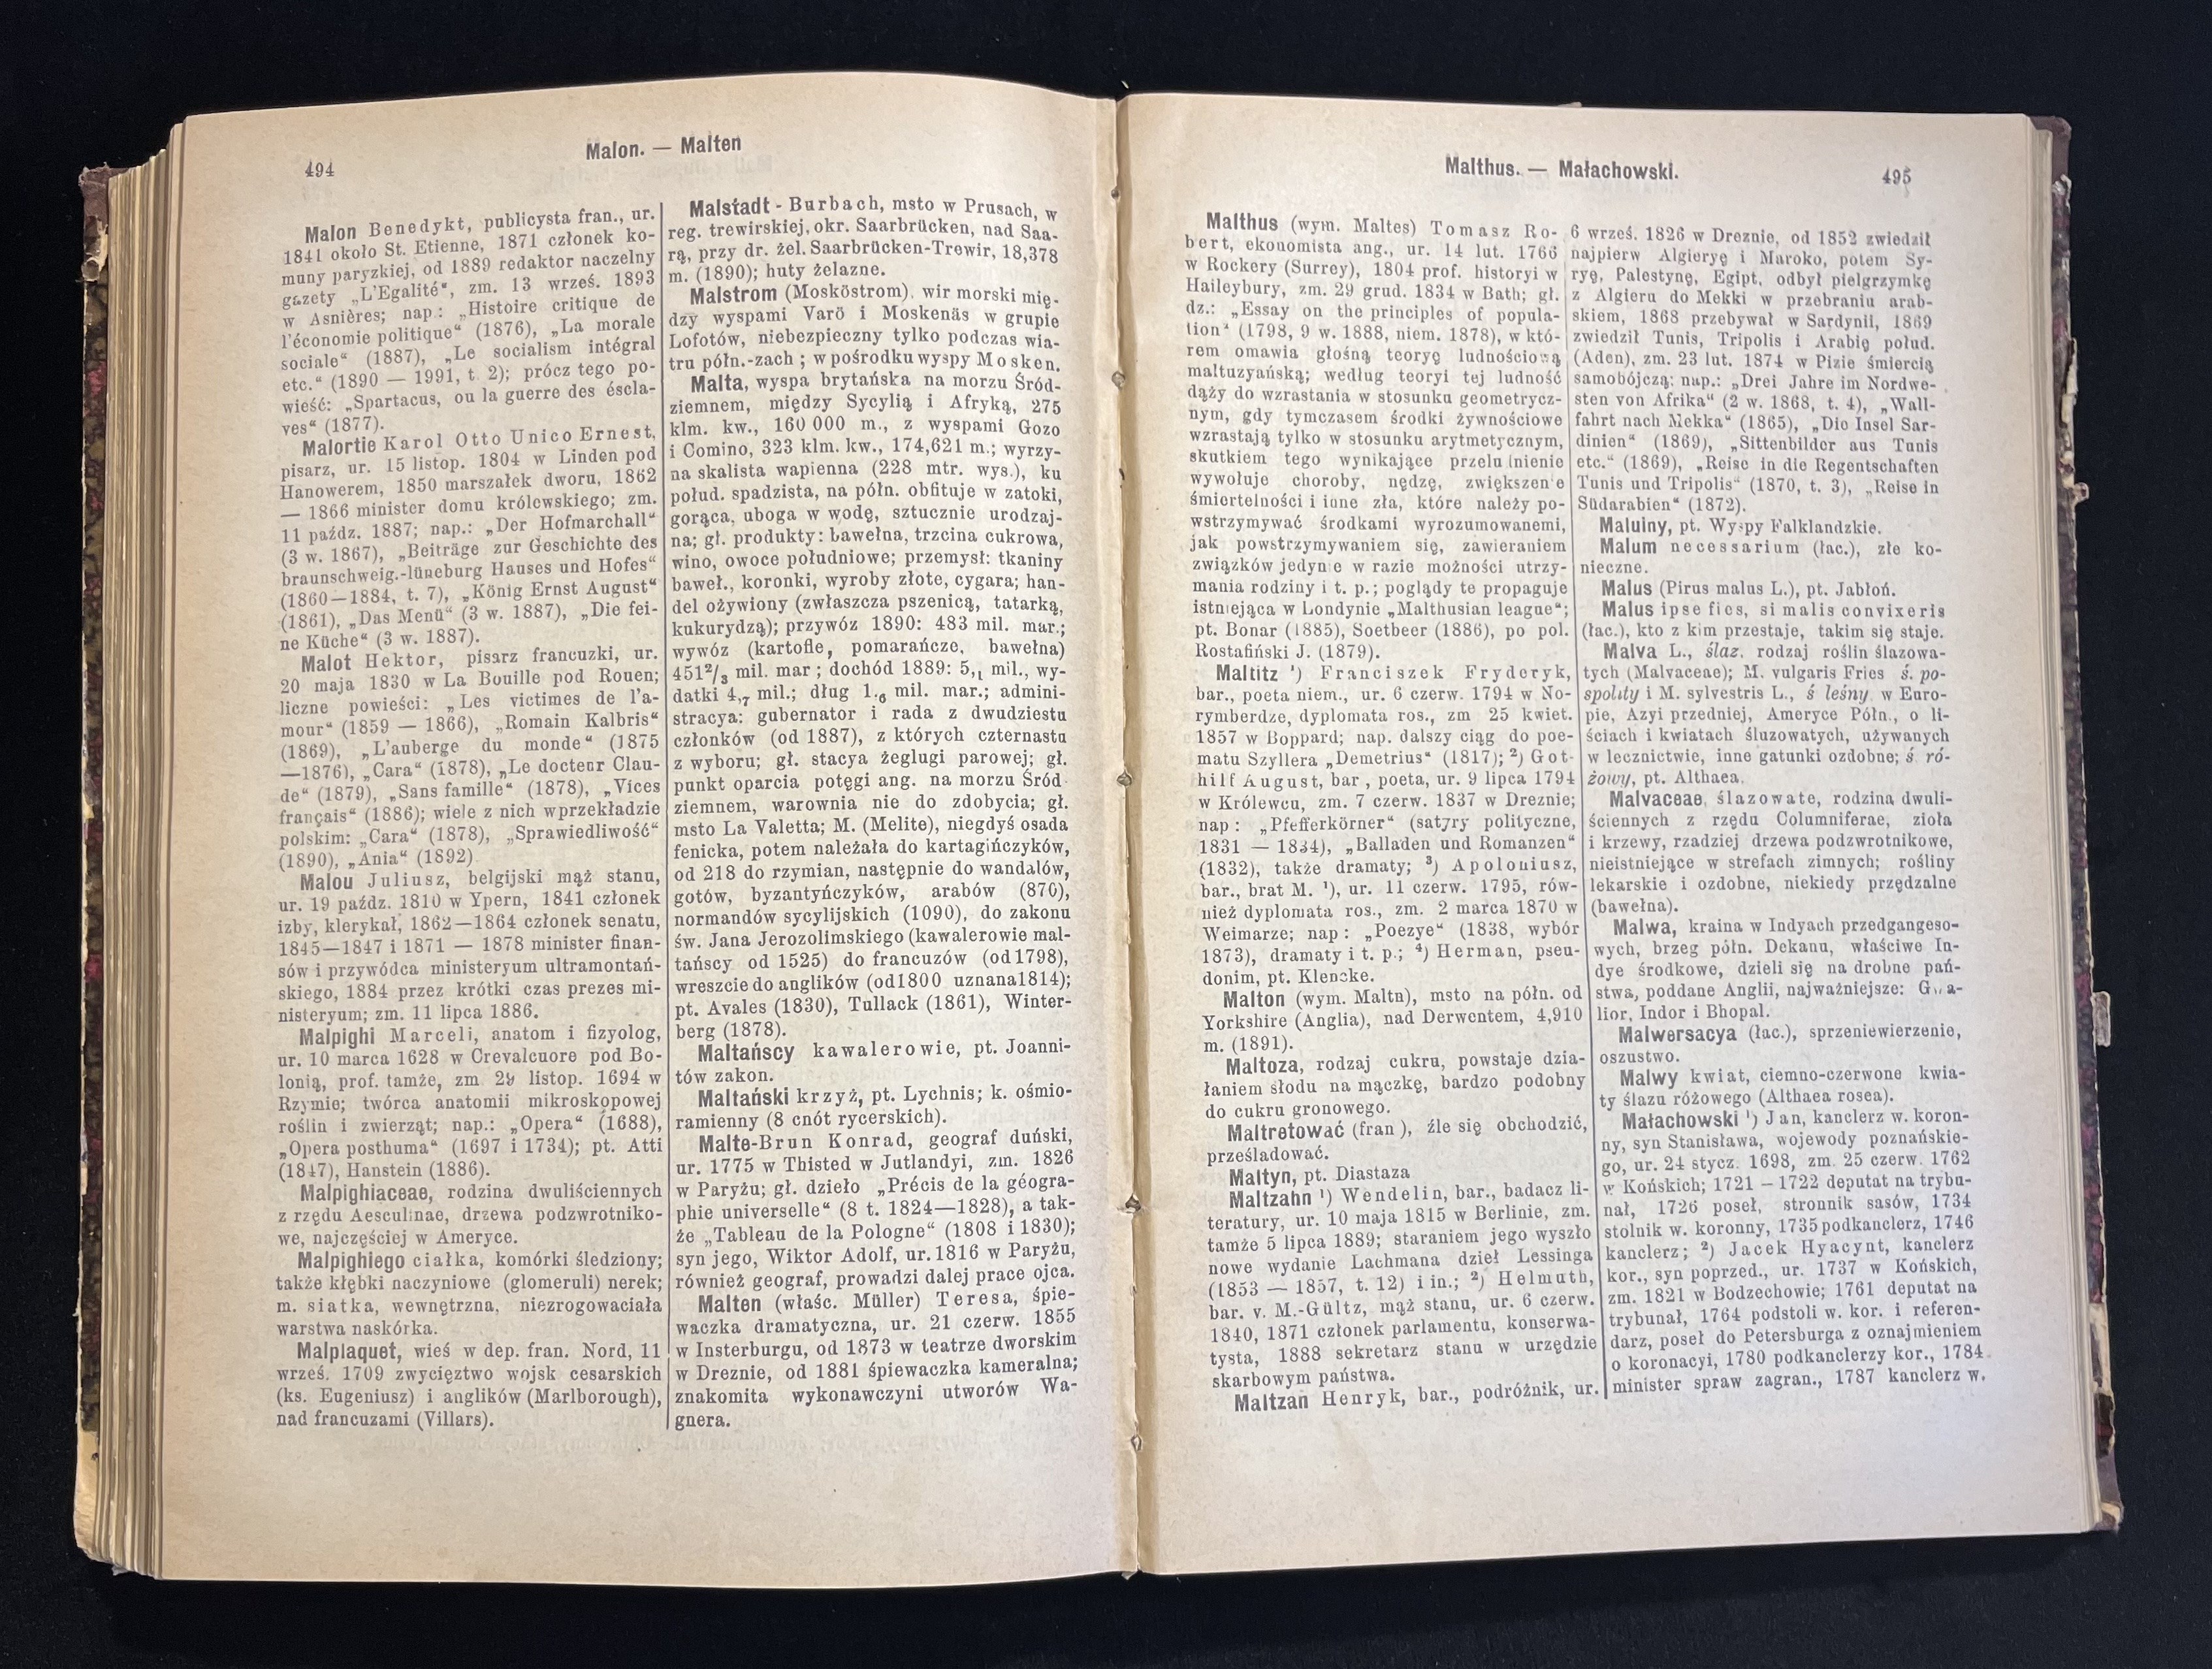 494
Malon. — Malten
Malon Benedykt, publicysta fran., ur.
1841 około St. Etienne, 1871 członek ko-
muny paryzkiej, od 1889 redaktor naczelny
gazety „L'Egalité“, zm. 13 wrześ. 1893
w Asnières; nap.: „Histoire critique de
l'économie politique“ (1876), „La morale
sociale“ (1887), „Le socialism intégral
etc.“ (1890 — 1991, t. 2); prócz tego po-
wieść: „Spartacus, ou la guerre des éscla-
ves“ (1877).
Malortie Karol Otto Unico Ernest,
pisarz, ur. 15 listop. 1804 w Linden pod
Hanowerem, 1850 marszałek dworu, 1862
— 1866 minister domu królewskiego; zm.
11 paźdz. 1887; nap.: „Der Hofmarchall“
(3 w. 1867), „Beiträge zur Geschichte des
braunschweig.-lüneburg Hauses und Hofes“
(1860—1884, t. 7), „König Ernst August“
(1861), „Das Menü“ (3 w. 1887), „Die fei-
ne Küche“ (3 w. 1887).
Malot Hektor, pisarz francuzki, ur.
20 maja 1830 w La Bouille pod Rouen;
liczne powieści: „Les victimes de l'a-
mour“ (1859 — 1866), „Romain Kalbris“
(1869), „L'auberge du monde“ (1875
—1876), „Cara“ (1878), „Le docteur Clau-
de“ (1879), „Sans famille“ (1878), „Vices
français“ (1886); wiele z nich w przekładzie
polskim: „Cara“ (1878), „Sprawiedliwość“
(1890), „Ania“ (1892)
Malou Juliusz, belgijski mąż stanu,
ur. 19 paźdz. 1810 w Ypern, 1841 członek
izby, klerykał, 1862—1864 członek senatu,
1845—1847 i 1871 — 1878 minister finan-
sów i przywódca ministeryum ultramontań-
skiego, 1884 przez krótki czas prezes mi-
nisteryum; zm. 11 lipca 1886.
Malpighi Marceli, anatom i fizyolog,
ur. 10 marca 1628 w Crevalcuore pod Bo-
lonią, prof. tamże, zm 29 listop. 1694 w
Rzymie; twórca anatomii mikroskopowej
roślin i zwierząt; nap.: „Opera“ (1688),
„Opera posthuma“ (1697 i 1734); pt. Atti
(1847), Hanstein (1886).
Malpighiaceae, rodzina dwuliściennych
z rzędu Aesculinae, drzewa podzwrotniko-
we, najczęściej w Ameryce.
Malpighiego ciałka, komórki śledziony;
także kłębki naczyniowe (glomeruli) nerek;
m. siatka, wewnętrzna, niezrogowaciała
warstwa naskórka.
Malplaquet, wieś w dep. fran. Nord, 11
wrześ. 1709 zwycięztwo wojsk cesarskich
(ks. Eugeniusz) i anglików (Marlborough),
nad francuzami (Villars).
Malstadt - Burbach, msto w Prusach, w
reg. trewirskiej, okr. Saarbrücken, nad Saa-
rą, przy dr. żel. Saarbrücken-Trewir, 18,378
m. (1890); huty żelazne.
Malstrom (Mosköstrom), wir morski mię-
dzy wyspami Varö i Moskenäs w grupie
Lofotów, niebezpieczny tylko podczas wia-
tru półn.-zach ; w pośrodku wyspy Mosken.
Malta, wyspa brytańska na morzu Śród-
ziemnem, między Sycylią i Afryką, 275
klm. kw., 160 000 m., z wyspami Gozo
i Comino, 323 klm. kw., 174,621 m.; wyrzy-
na skalista wapienna (228 mtr. wys.), ku
połud. spadzista, na półn. obfituje w zatoki,
gorąca, uboga w wodę, sztucznie urodzaj-
na; gł. produkty: bawełna, trzcina cukrowa,
wino, owoce południowe; przemysł: tkaniny
baweł., koronki, wyroby złote, cygara; han-
del ożywiony (zwłaszcza pszenicą, tatarką,
kukurydzą); przywóz 1890: 483 mil. mar.;
wywóz (kartofle, pomarańcze, bawełna)
451²/₃ mil. mar ; dochód 1889: 5,₁ mil., wy-
datki 4,₇ mil.; dług 1.₆ mil. mar.; admini-
stracya: gubernator i rada z dwudziestu
członków (od 1887), z których czternastu
z wyboru; gł. stacya żeglugi parowej; gł.
punkt oparcia potęgi ang. na morzu Śród-
ziemnem, warownia nie do zdobycia; gł.
msto La Valetta; M. (Melite), niegdyś osada
fenicka, potem należała do kartagińczyków,
od 218 do rzymian, następnie do wandalów,
gotów, byzantyńczyków, arabów (870),
normandów sycylijskich (1090), do zakonu
św. Jana Jerozolimskiego (kawalerowie mal-
tańscy od 1525) do francuzów (od 1798),
wreszcie do anglików (od 1800 uznana 1814);
pt. Avales (1830), Tullack (1861), Winter-
berg (1878).
Maltańscy kawalerowie, pt. Joanni-
tów zakon.
Maltański krzyż, pt. Lychnis; k. ośmio-
ramienny (8 cnót rycerskich).
Malte-Brun Konrad, geograf duński,
ur. 1775 w Thisted w Jutlandyi, zm. 1826
w Paryżu; gł. dzieło „Précis de la géogra-
phie universelle“ (8 t. 1824—1828), a tak-
że „Tableau de la Pologne“ (1808 i 1830);
syn jego, Wiktor Adolf, ur. 1816 w Paryżu,
również geograf, prowadzi dalej prace ojca.
Malten (właśc. Müller) Teresa, śpie-
waczka dramatyczna, ur. 21 czerw. 1855
w Insterburgu, od 1873 w teatrze dworskim
w Dreznie, od 1881 śpiewaczka kameralna;
znakomita wykonawczyni utworów Wa-
gnera.
Malthus. — Małachowski.
495
Malthus (wym. Maltes) Tomasz Ro-
bert, ekonomista ang., ur. 14 lut. 1766
w Rockery (Surrey), 1804 prof. historyi w
Haileybury, zm. 29 grud. 1834 w Bath; gł.
dz.: „Essay on the principles of popula-
tion“ (1798, 9 w. 1888, niem. 1878), w któ-
rem omawia głośną teoryę ludnościową
maltuzyańską; według teoryi tej ludność
dąży do wzrastania w stosunku geometrycz-
nym, gdy tymczasem środki żywnościowe
wzrastają tylko w stosunku arytmetycznym,
skutkiem tego wynikające przeludnienie
wywołuje choroby, nędzę, zwiększenie
śmiertelności i inne zła, które należy po-
wstrzymywać środkami wyrozumowanemi,
jak powstrzymywaniem się, zawieraniem
związków jedynie w razie możności utrzy-
mania rodziny i t. p.; poglądy te propaguje
istniejąca w Londynie „Malthusian league“;
pt. Bonar (1885), Soetbeer (1886), po pol.
Rostafiński J. (1879).
Maltitz ¹) Franciszek Fryderyk,
bar., poeta niem., ur. 6 czerw. 1794 w No-
rymberdze, dyplomata ros., zm 25 kwiet.
1857 w Boppard; nap. dalszy ciąg do poe-
matu Szyllera „Demetrius“ (1817); ²) Got-
hilf August, bar , poeta, ur. 9 lipca 1794
w Królewcu, zm. 7 czerw. 1837 w Dreznie;
nap : „Pfefferkörner“ (satyry polityczne,
1831 — 1834), „Balladen und Romanzen“
(1832), także dramaty; ³) Apoloniusz,
bar., brat M. ¹), ur. 11 czerw. 1795, rów-
nież dyplomata ros., zm. 2 marca 1870 w
Weimarze; nap : „Poezye“ (1838, wybór
1873), dramaty i t. p.; ⁴) Herman, pseu-
donim, pt. Klencke.
Malton (wym. Maltn), msto na półn. od
Yorkshire (Anglia), nad Derwentem, 4,910
m. (1891).
Maltoza, rodzaj cukru, powstaje dzia-
łaniem słodu na mączkę, bardzo podobny
do cukru gronowego.
Maltretować (fran ), źle się obchodzić,
prześladować.
Maltyn, pt. Diastaza
Maltzahn ¹) Wendelin, bar., badacz li-
teratury, ur. 10 maja 1815 w Berlinie, zm.
tamże 5 lipca 1889; staraniem jego wyszło
nowe wydanie Lachmana dzieł Lessinga
(1853 — 1857, t. 12) i in.; ²) Helmuth,
bar. v. M.-Gültz, mąż stanu, ur. 6 czerw.
1840, 1871 członek parlamentu, konserwa-
tysta, 1888 sekretarz stanu w urzędzie
skarbowym państwa.
Maltzan Henryk, bar., podróżnik, ur.
6 wrześ. 1826 w Dreznie, od 1852 zwiedził
najpierw Algieryę i Maroko, potem Sy-
ryę, Palestynę, Egipt, odbył pielgrzymkę
z Algieru do Mekki w przebraniu arab-
skiem, 1868 przebywał w Sardynii, 1869
zwiedził Tunis, Tripolis i Arabię połud.
(Aden), zm. 23 lut. 1874 w Pizie śmiercią
samobójczą; nap.: „Drei Jahre im Nordwe-
sten von Afrika“ (2 w. 1868, t. 4), „Wall-
fahrt nach Mekka“ (1865), „Die Insel Sar-
dinien“ (1869), „Sittenbilder aus Tunis
etc.“ (1869), „Reise in die Regentschaften
Tunis und Tripolis“ (1870, t. 3), „Reise in
Südarabien“ (1872).
Maluiny, pt. Wyspy Falklandzkie.
Malum necessarium (łac.), złe ko-
nieczne.
Malus (Pirus malus L.), pt. Jabłoń.
Malus ipse fies, si malis convixeris
(łac.), kto z kim przestaje, takim się staje.
Malva L., ślaz, rodzaj roślin ślazowa-
tych (Malvaceae); M. vulgaris Fries ś. po-
spolity i M. sylvestris L., ś leśny w Euro-
pie, Azyi przedniej, Ameryce Półn., o li-
ściach i kwiatach śluzowatych, używanych
w lecznictwie, inne gatunki ozdobne; ś ró-
żowy, pt. Althaea.
Malvaceae, ślazowate, rodzina dwuli-
ściennych z rzędu Columniferae, zioła
i krzewy, rzadziej drzewa podzwrotnikowe,
nieistniejące w strefach zimnych; rośliny
lekarskie i ozdobne, niekiedy przędzalne
(bawełna).
Malwa, kraina w Indyach przedgangeso-
wych, brzeg półn. Dekanu, właściwe In-
dye środkowe, dzieli się na drobne pań-
stwa, poddane Anglii, najważniejsze: Gwa-
lior, Indor i Bhopal.
Malwersacya (łac.), sprzeniewierzenie,
oszustwo.
Malwy kwiat, ciemno-czerwone kwia-
ty ślazu różowego (Althaea rosea).
Małachowski ¹) Jan, kanclerz w. koron-
ny, syn Stanisława, wojewody poznańskie-
go, ur. 24 stycz. 1698, zm. 25 czerw. 1762
w Końskich; 1721 — 1722 deputat na trybu-
nał, 1726 poseł, stronnik sasów, 1734
stolnik w. koronny, 1735 podkanclerz, 1746
kanclerz; ²) Jacek Hyacynt, kanclerz
kor., syn poprzed., ur. 1737 w Końskich,
zm. 1821 w Bodzechowie; 1761 deputat na
trybunał, 1764 podstoli w. kor. i referen-
darz, poseł do Petersburga z oznajmieniem
o koronacyi, 1780 podkanclerzy kor., 1784
minister spraw zagran., 1787 kanclerz w.